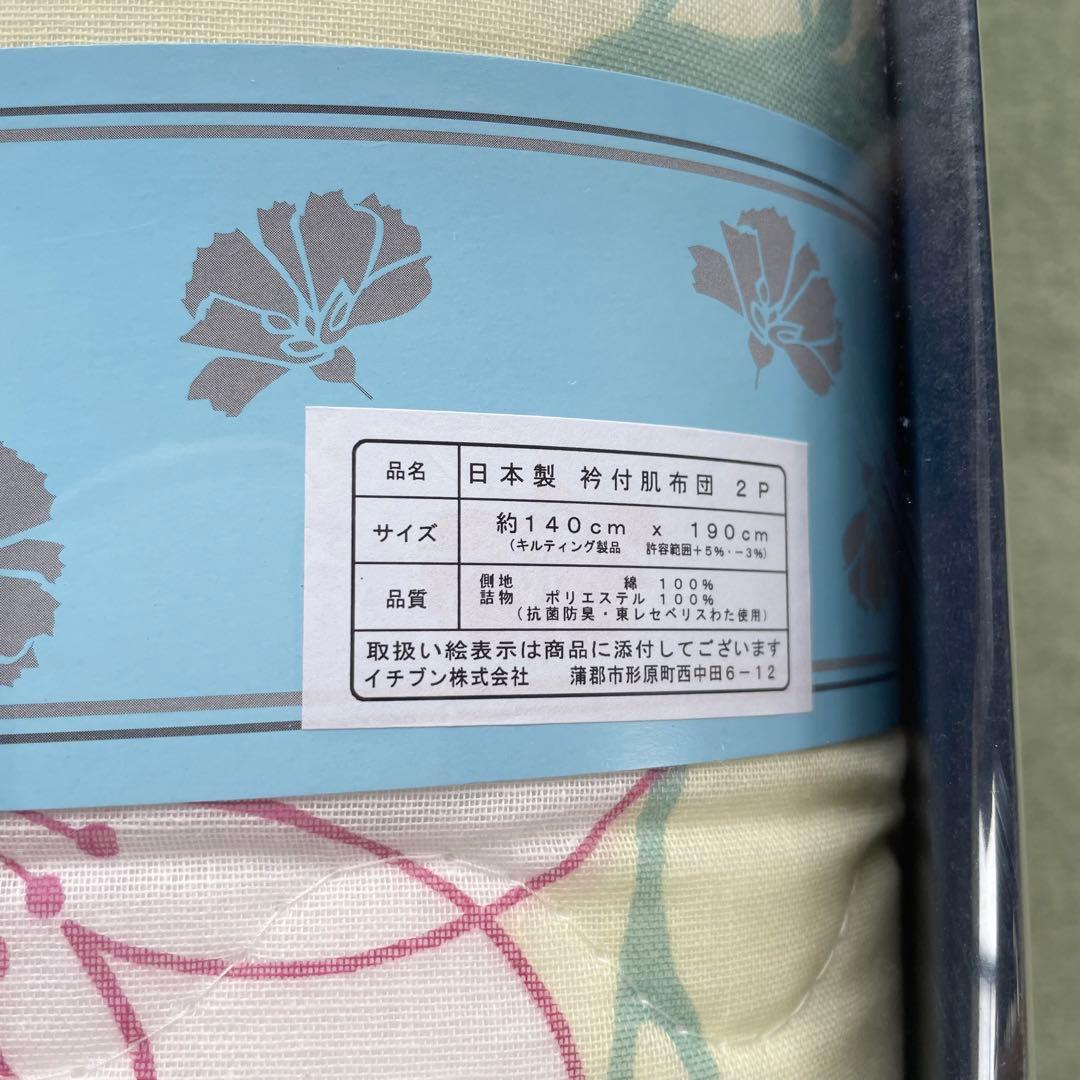 品名 日本製 衿付肌布団 2P
サイズ 約140cm x 190cm
(キルティング製品 許容範囲+5%・-3%)
品質 側地 綿 100%
詰物 ポリエステル 100%
(抗菌防臭・東レセベリスわた使用)
取扱い絵表示は商品に添付してございます
イチブン株式会社 蒲郡市形原町西中田6-12